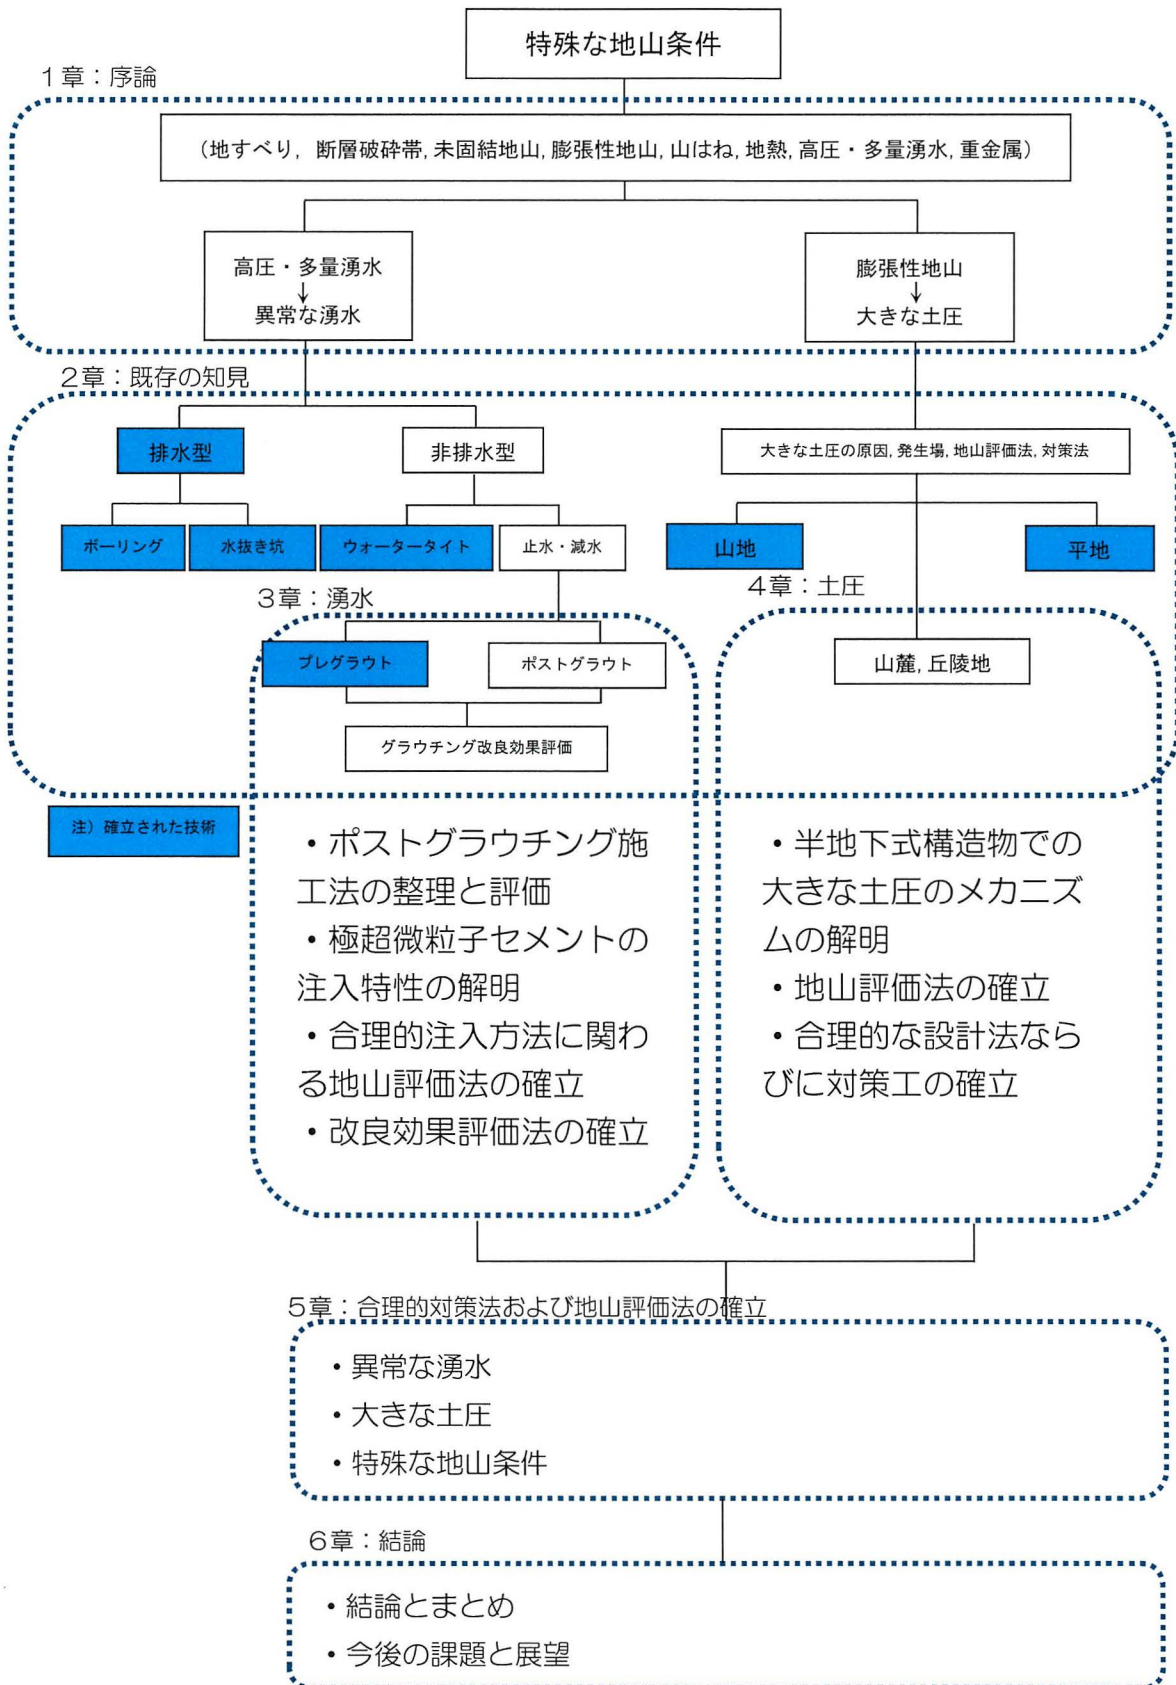 特殊な地山条件
1章：序論
（地すべり，断層破砕帯,未固結地山,膨張性地山,山はね,地熱,高圧・多量湧水,重金属）
高圧・多量湧水
↓
異常な湧水
膨張性地山
↓
大きな土圧
2章：既存の知見
排水型
非排水型
大きな土圧の原因,発生場,地山評価法,対策法
ボーリング
水抜き坑
ウォータータイト
止水・減水
山地
平地
3章：湧水
4章：土圧
プレグラウト
ポストグラウト
山麓,丘陵地
グラウチング改良効果評価
注）確立された技術
・ポストグラウチング施
工法の整理と評価
・極超微粒子セメントの
注入特性の解明
・合理的注入方法に関わ
る地山評価法の確立
・改良効果評価法の確立
・半地下式構造物での
大きな土圧のメカニズ
ムの解明
・地山評価法の確立
・合理的な設計法なら
びに対策工の確立
5章：合理的対策法および地山評価法の確立
・異常な湧水
・大きな土圧
・特殊な地山条件
6章：結論
・結論とまとめ
・今後の課題と展望